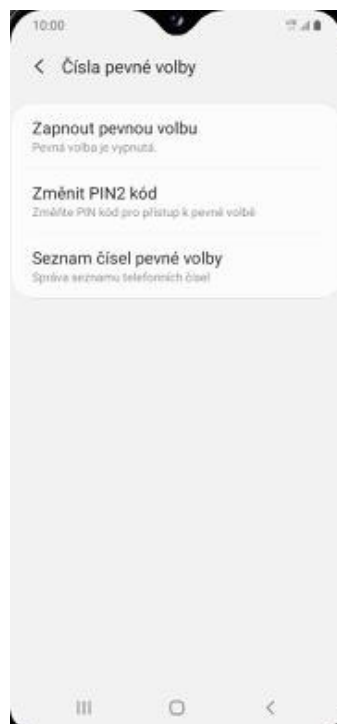 10:00
Čísla pevné volby
Zapnout pevnou volbu
Pevná volba je vypnutá.
Změnit PIN2 kód
Změňte PIN kód pro přístup k pevné volbě
Seznam čísel pevné volby
Správa seznamu telefonních čísel